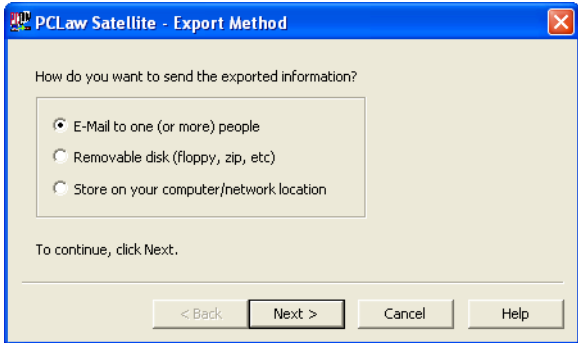 PCLaw Satellite - Export Method
How do you want to send the exported information?
E-Mail to one (or more) people
Removable disk (floppy, zip, etc)
Store on your computer/network location
To continue, click Next.
< Back Next > Cancel Help